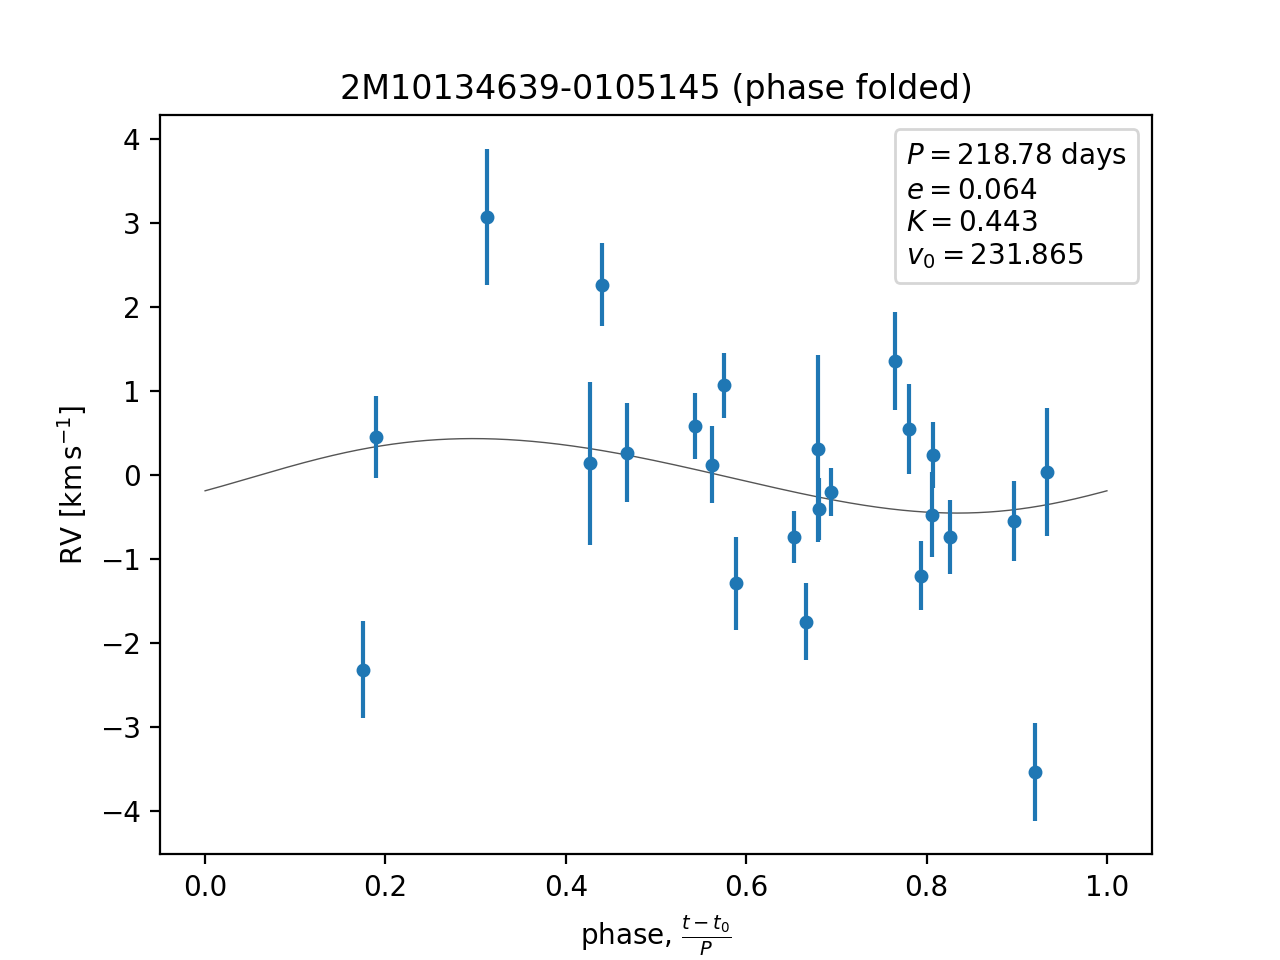 2M10134639-0105145 (phase folded)
P = 218.78 days
e = 0.064
K = 0.443
v₀ = 231.865
4
3
2
1
0
−1
−2
−3
−4
RV [km s⁻¹]
0.0 0.2 0.4 0.6 0.8 1.0
phase, (t − t₀)/P